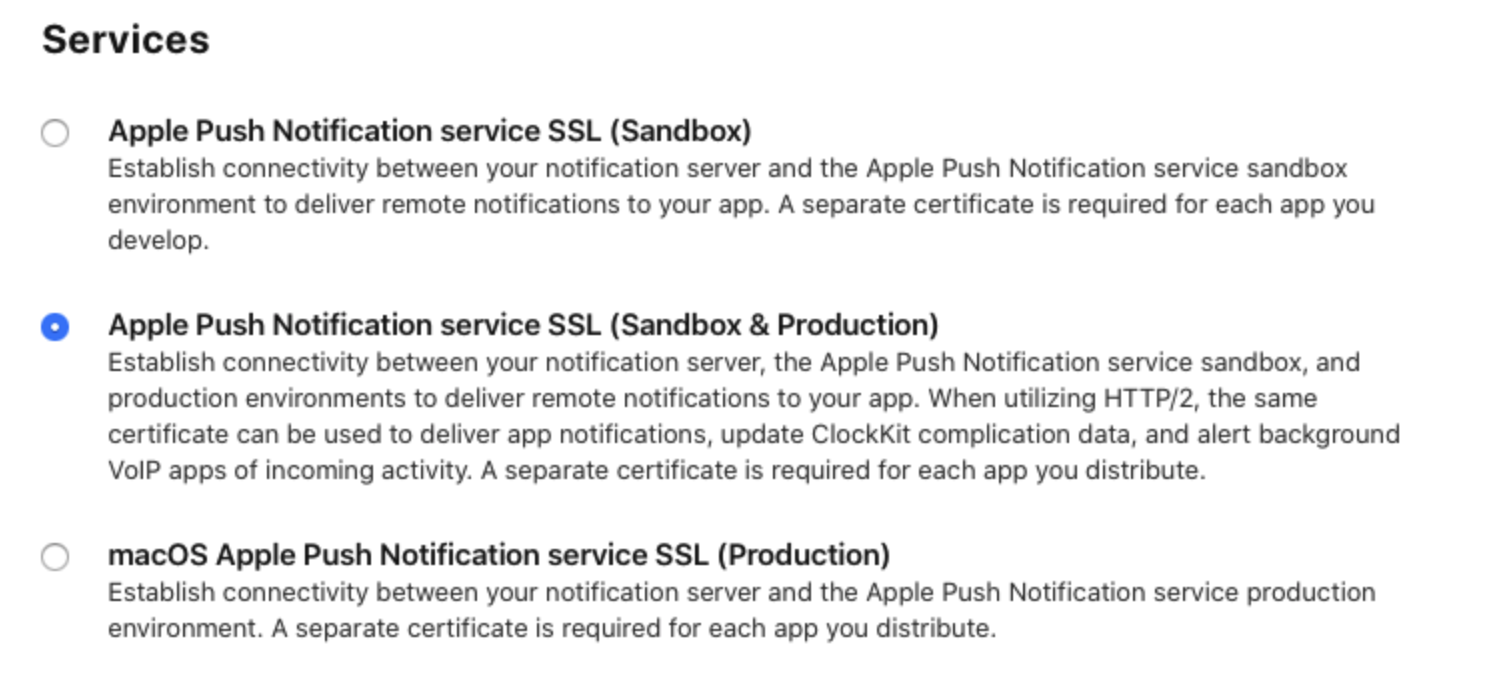 Services
Apple Push Notification service SSL (Sandbox)
Establish connectivity between your notification server and the Apple Push Notification service sandbox
environment to deliver remote notifications to your app. A separate certificate is required for each app you
develop.
Apple Push Notification service SSL (Sandbox & Production)
Establish connectivity between your notification server, the Apple Push Notification service sandbox, and
production environments to deliver remote notifications to your app. When utilizing HTTP/2, the same
certificate can be used to deliver app notifications, update ClockKit complication data, and alert background
VoIP apps of incoming activity. A separate certificate is required for each app you distribute.
macOS Apple Push Notification service SSL (Production)
Establish connectivity between your notification server and the Apple Push Notification service production
environment. A separate certificate is required for each app you distribute.